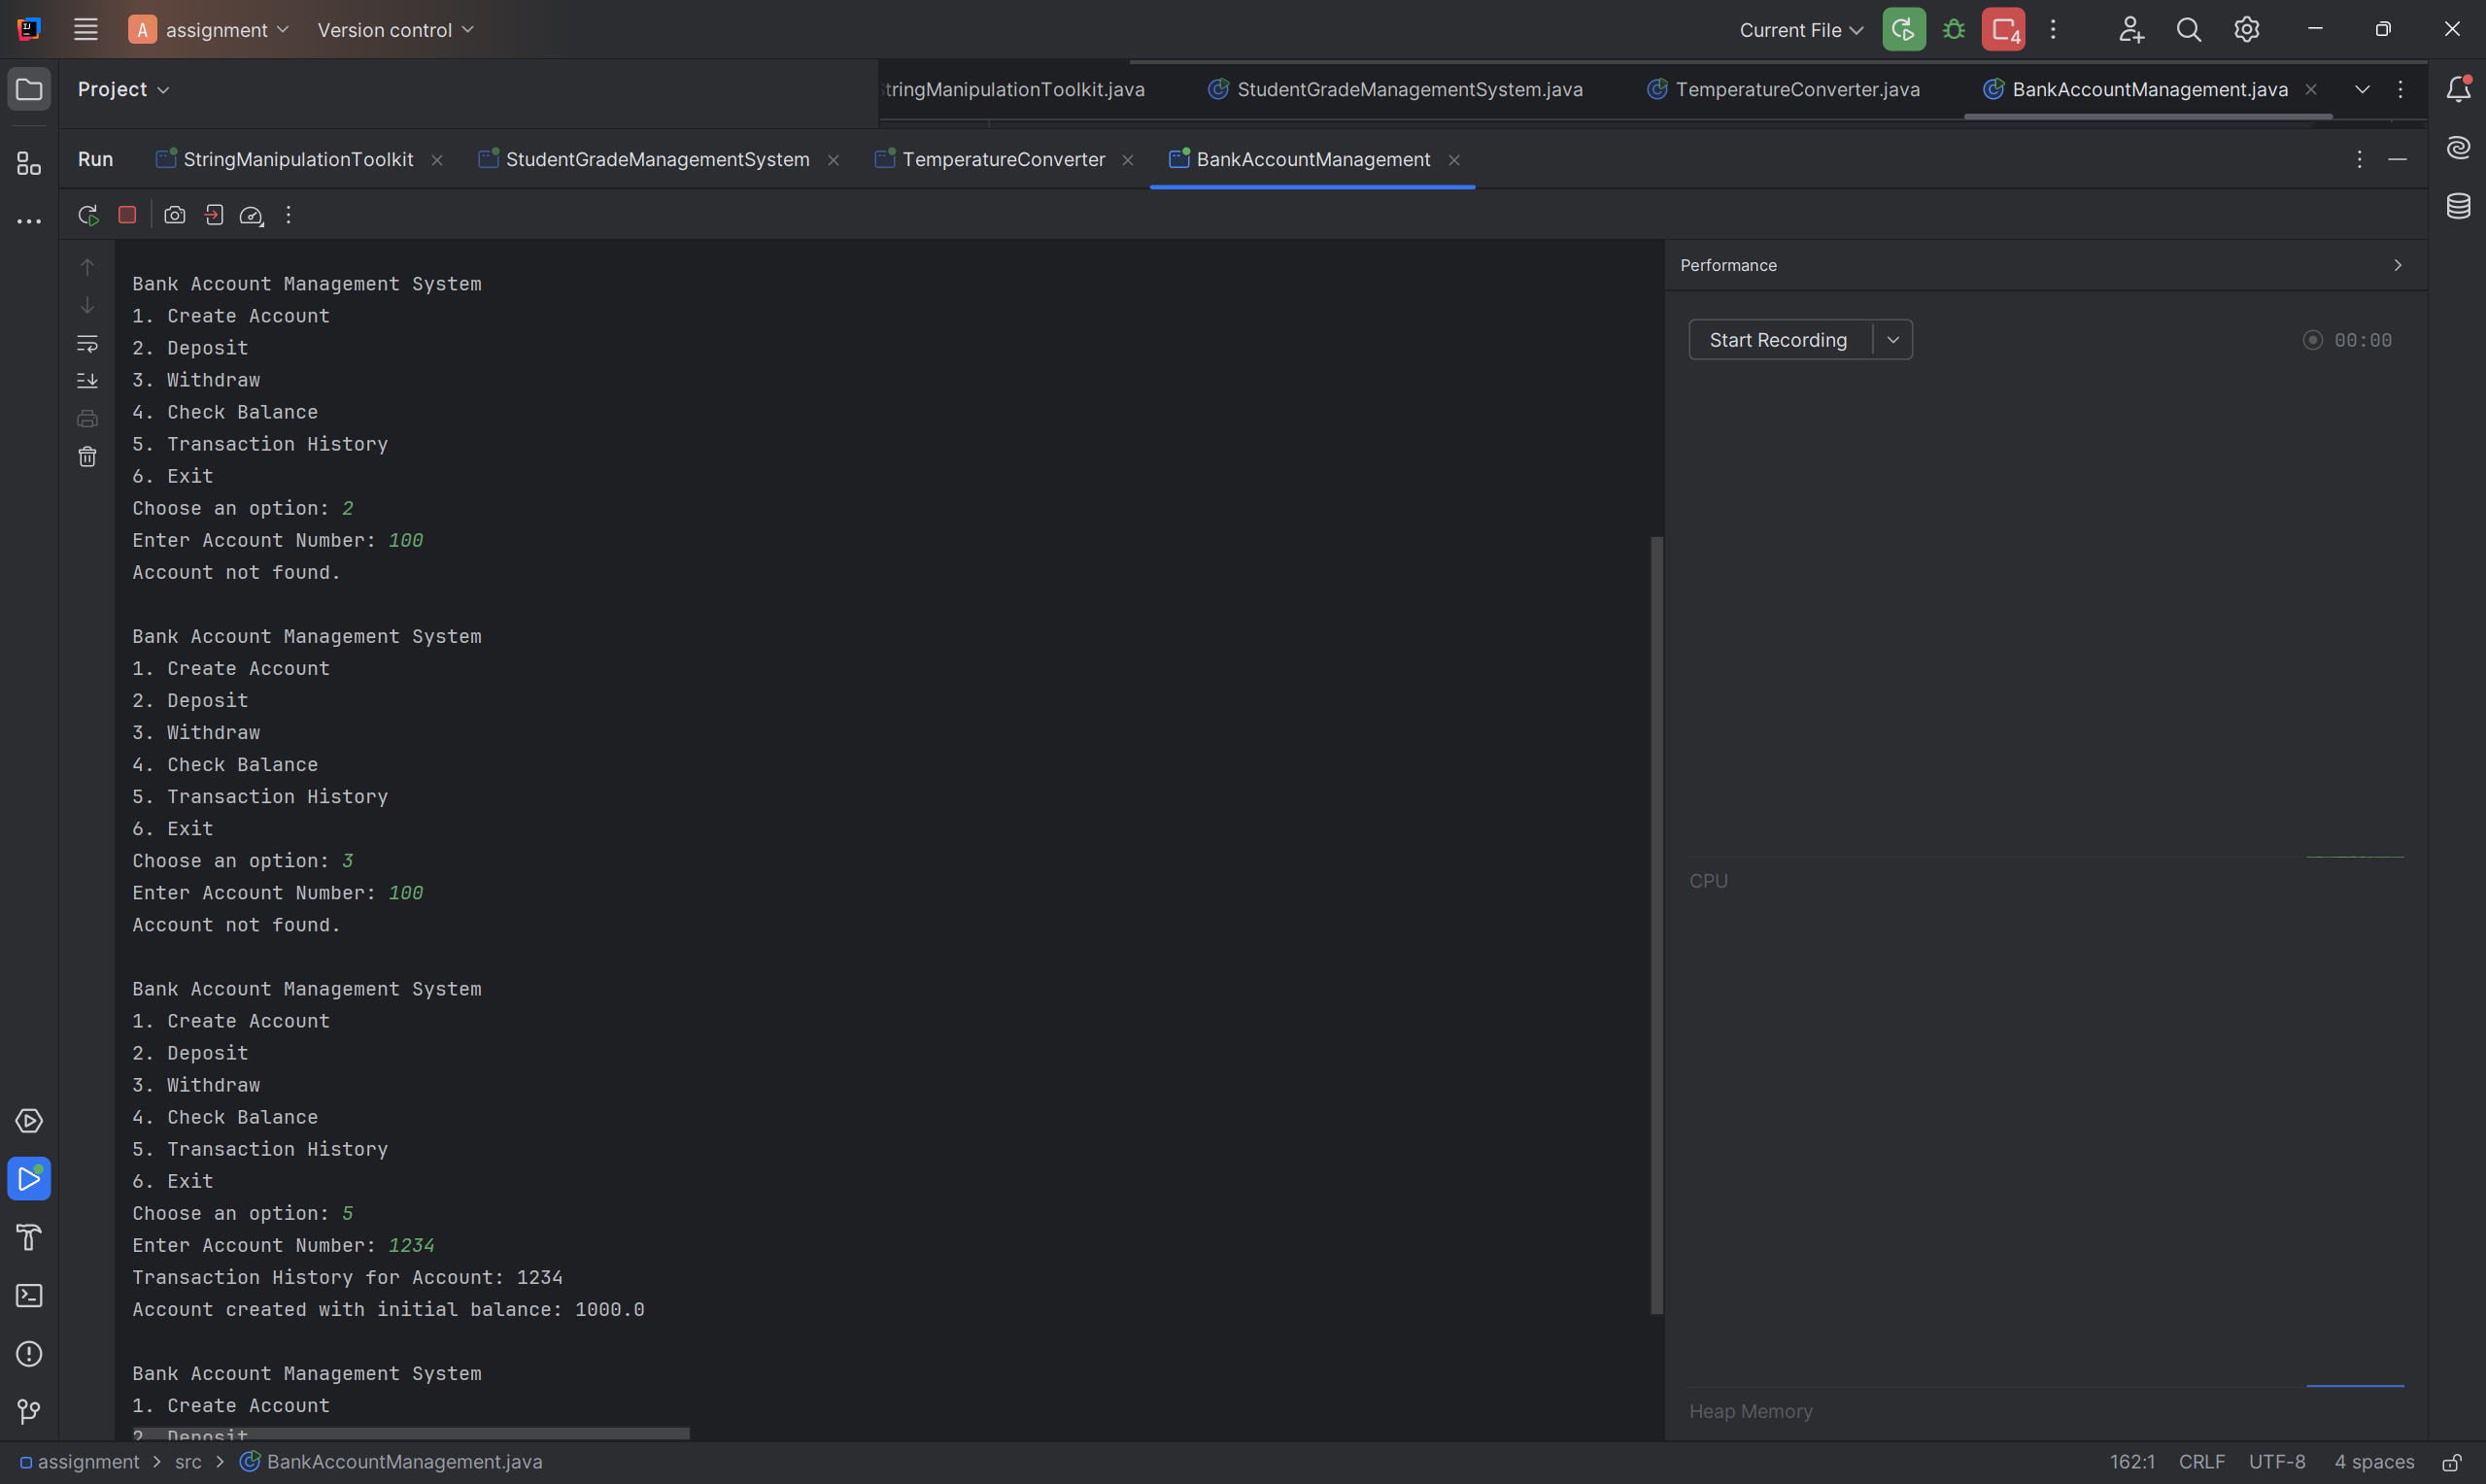 A assignment Version control Current File 4
Project tringManipulationToolkit.java StudentGradeManagementSystem.java TemperatureConverter.java BankAccountManagement.java
Run StringManipulationToolkit StudentGradeManagementSystem TemperatureConverter BankAccountManagement
Performance
Start Recording 00:00
CPU
Heap Memory
Bank Account Management System
1. Create Account
2. Deposit
3. Withdraw
4. Check Balance
5. Transaction History
6. Exit
Choose an option: 2
Enter Account Number: 100
Account not found.
Bank Account Management System
1. Create Account
2. Deposit
3. Withdraw
4. Check Balance
5. Transaction History
6. Exit
Choose an option: 3
Enter Account Number: 100
Account not found.
Bank Account Management System
1. Create Account
2. Deposit
3. Withdraw
4. Check Balance
5. Transaction History
6. Exit
Choose an option: 5
Enter Account Number: 1234
Transaction History for Account: 1234
Account created with initial balance: 1000.0
Bank Account Management System
1. Create Account
2. Deposit
assignment > src > BankAccountManagement.java 162:1 CRLF UTF-8 4 spaces